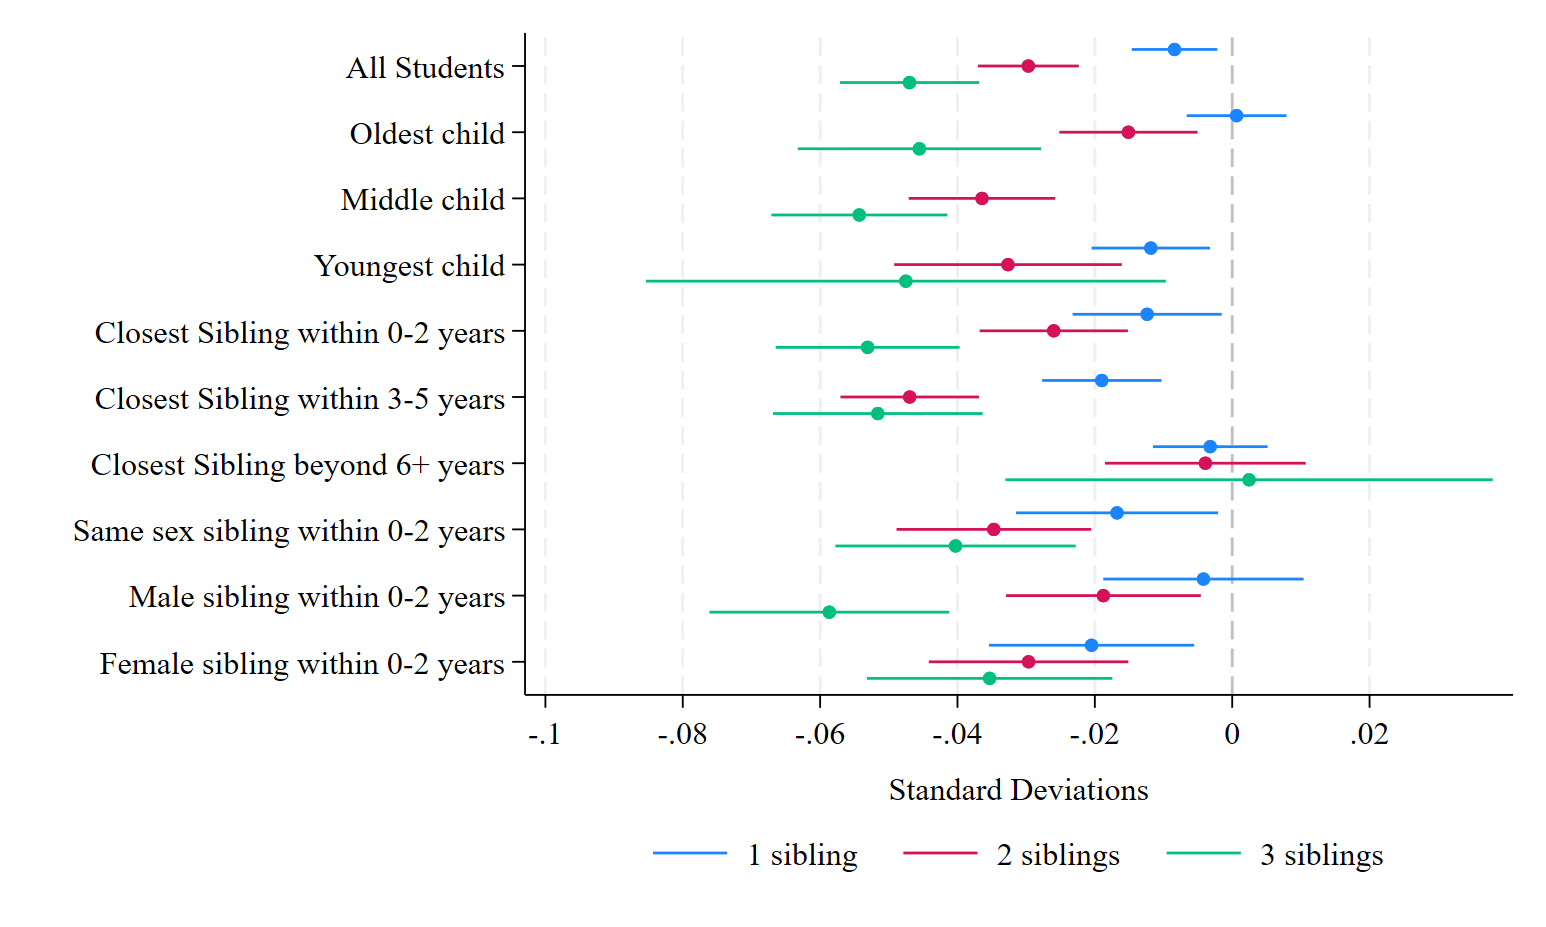 All Students
Oldest child
Middle child
Youngest child
Closest Sibling within 0-2 years
Closest Sibling within 3-5 years
Closest Sibling beyond 6+ years
Same sex sibling within 0-2 years
Male sibling within 0-2 years
Female sibling within 0-2 years
-.1 -.08 -.06 -.04 -.02 0 .02
Standard Deviations
1 sibling 2 siblings 3 siblings